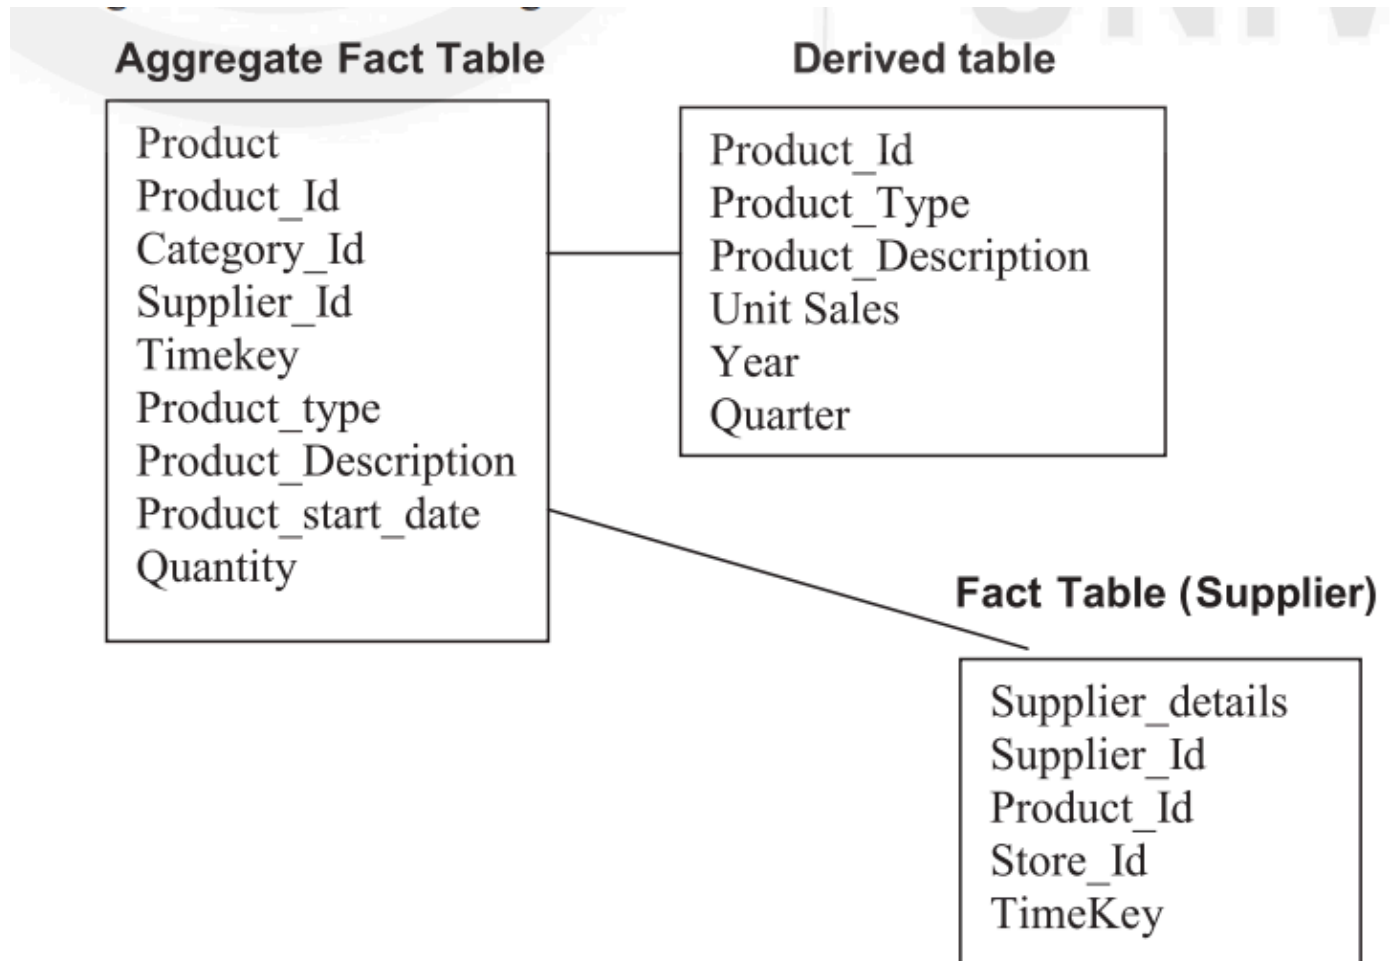 Aggregate Fact Table
Product
Product_Id
Category_Id
Supplier_Id
Timekey
Product_type
Product_Description
Product_start_date
Quantity
Derived table
Product_Id
Product_Type
Product_Description
Unit Sales
Year
Quarter
Fact Table (Supplier)
Supplier_details
Supplier_Id
Product_Id
Store_Id
TimeKey